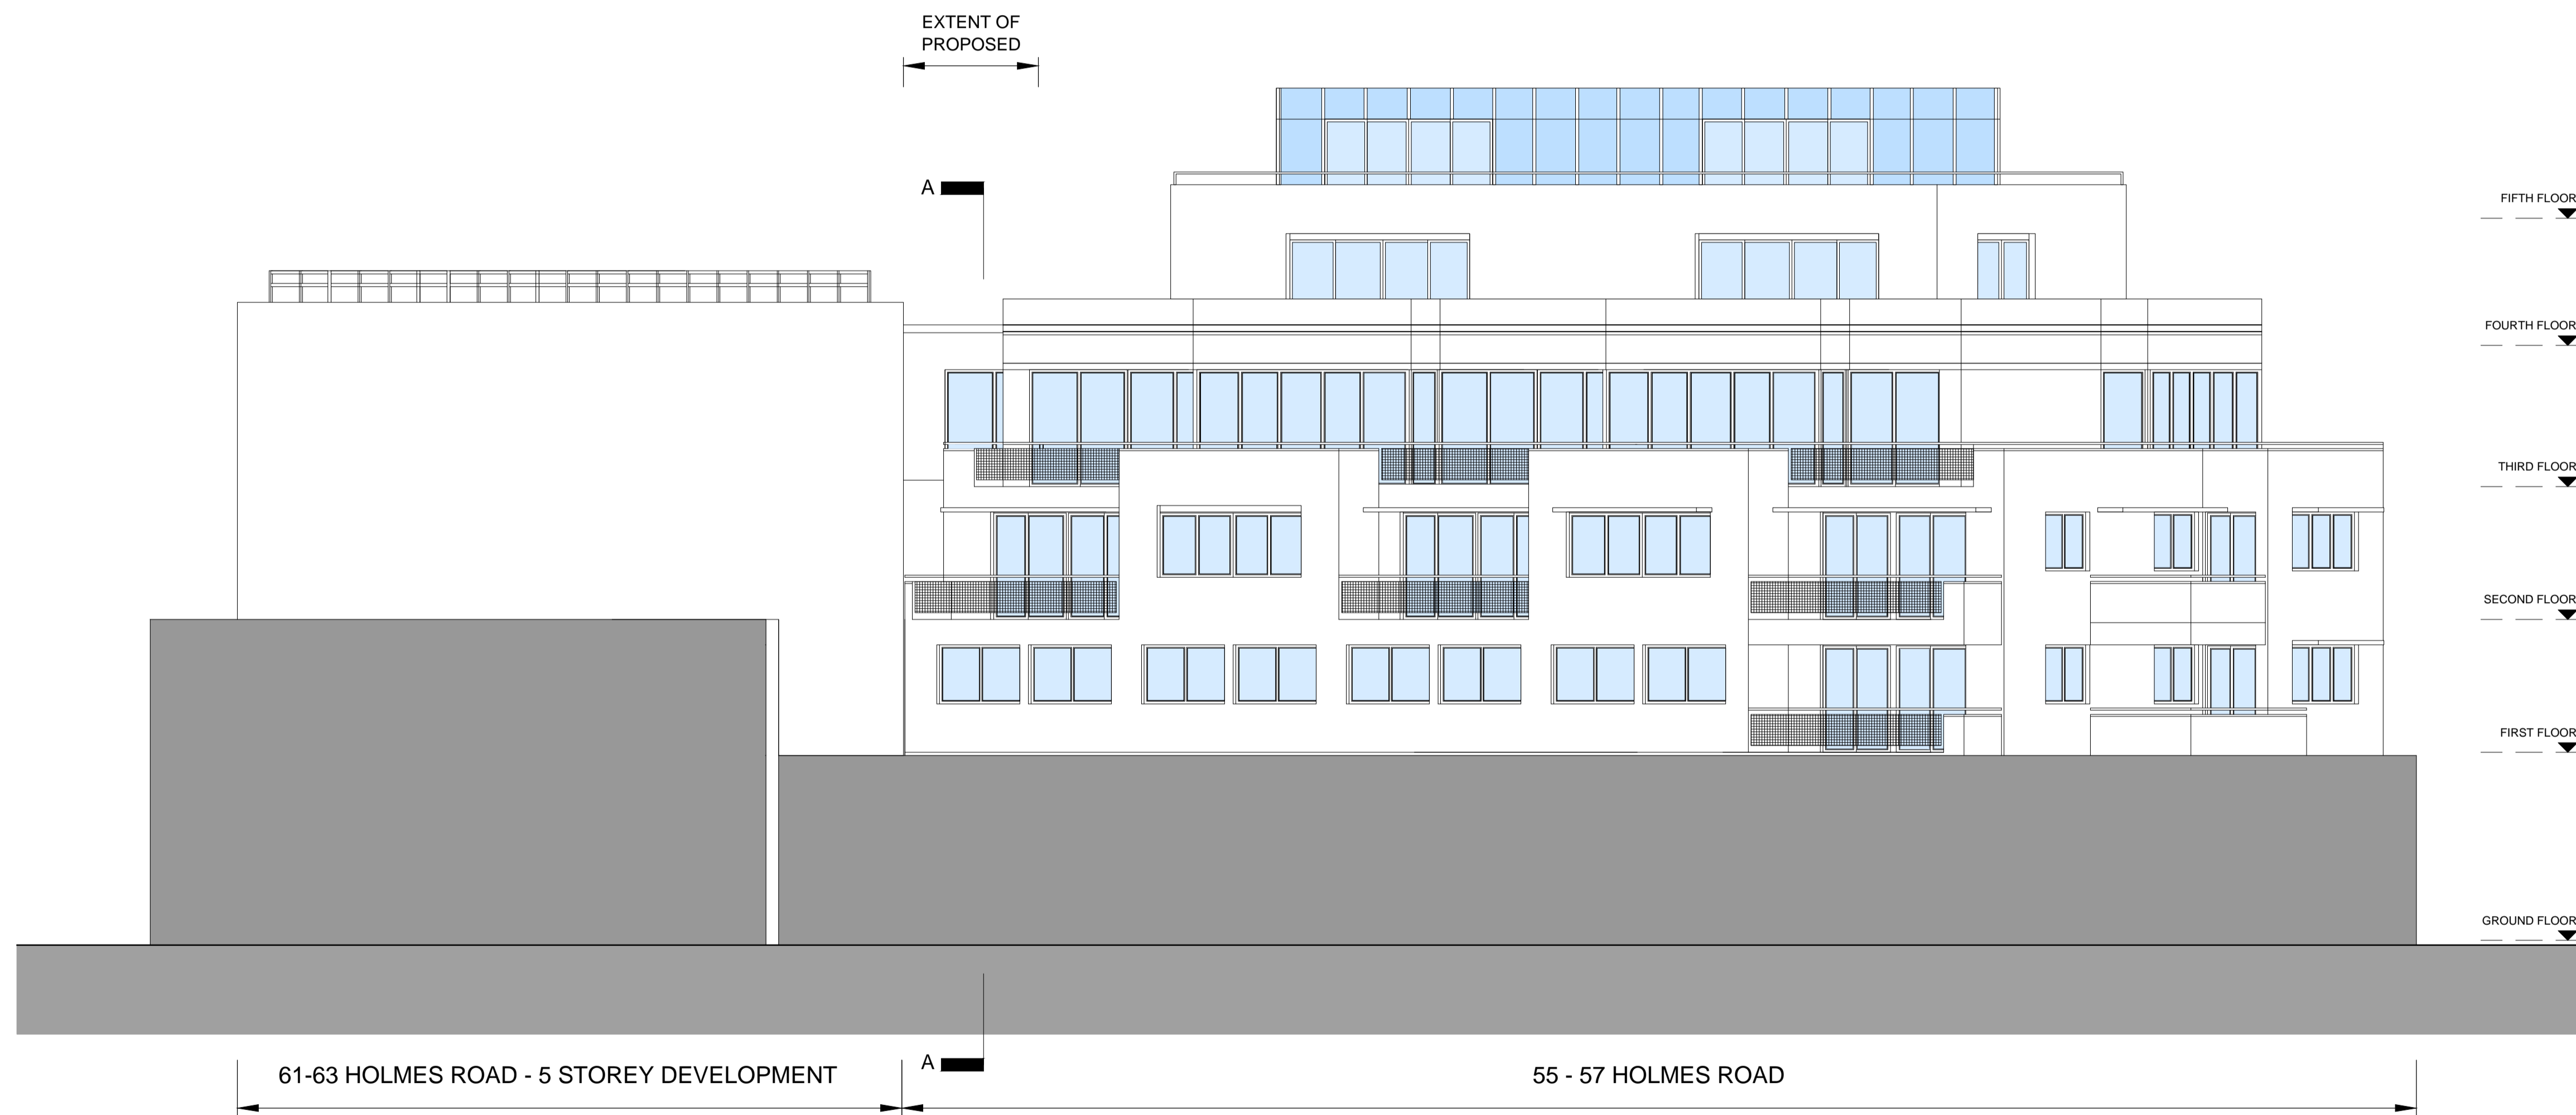 EXTENT OF
PROPOSED
A
FIFTH FLOOR
FOURTH FLOOR
THIRD FLOOR
SECOND FLOOR
FIRST FLOOR
GROUND FLOOR
A
61-63 HOLMES ROAD - 5 STOREY DEVELOPMENT
55 - 57 HOLMES ROAD